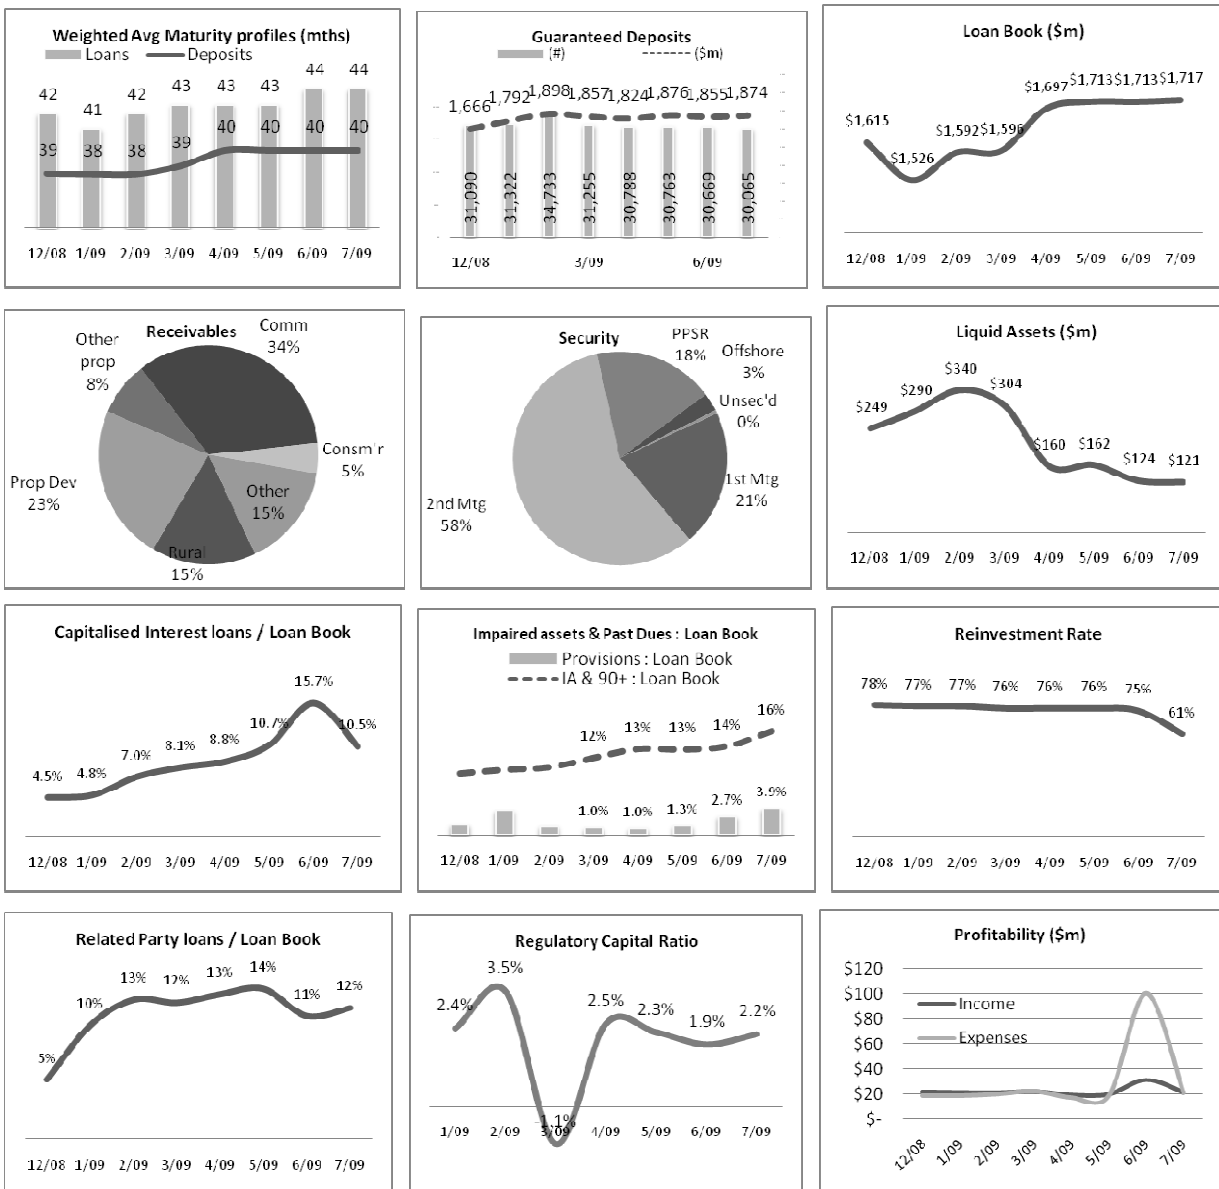 Weighted Avg Maturity profiles (mths)
Loans Deposits
42 41 42 43 43 43 44 44
39 38 38 39 40 40 40 40
12/08 1/09 2/09 3/09 4/09 5/09 6/09 7/09
Guaranteed Deposits
(#) ($m)
1,666 1,792 1,898 1,857 1,824 1,876 1,855 1,874
31,090 31,322 34,733 31,255 30,788 30,763 30,669 30,065
12/08 3/09 6/09
Loan Book ($m)
$1,615 $1,526 $1,592 $1,596 $1,697 $1,713 $1,713 $1,717
12/08 1/09 2/09 3/09 4/09 5/09 6/09 7/09
Receivables
Comm
34%
Consm'r
5%
Other
15%
Rural
15%
Prop Dev
23%
Other
prop
8%
Security
PPSR
18%
Offshore
3%
Unsec'd
0%
1st Mtg
21%
2nd Mtg
58%
Liquid Assets ($m)
$249 $290 $340 $304 $160 $162 $124 $121
12/08 1/09 2/09 3/09 4/09 5/09 6/09 7/09
Capitalised Interest loans / Loan Book
4.5% 4.8% 7.0% 8.1% 8.8% 10.7% 15.7% 10.5%
12/08 1/09 2/09 3/09 4/09 5/09 6/09 7/09
Impaired assets & Past Dues : Loan Book
Provisions : Loan Book
IA & 90+ : Loan Book
12% 13% 13% 14% 16%
1.0% 1.0% 1.3% 2.7% 3.9%
12/08 1/09 2/09 3/09 4/09 5/09 6/09 7/09
Reinvestment Rate
78% 77% 77% 76% 76% 76% 75% 61%
12/08 1/09 2/09 3/09 4/09 5/09 6/09 7/09
Related Party loans / Loan Book
5% 10% 13% 12% 13% 14% 11% 12%
12/08 1/09 2/09 3/09 4/09 5/09 6/09 7/09
Regulatory Capital Ratio
2.4% 3.5% -1.1% 2.5% 2.3% 1.9% 2.2%
1/09 2/09 3/09 4/09 5/09 6/09 7/09
Profitability ($m)
$120
$100
$80
$60
$40
$20
$-
Income
Expenses
12/08 1/09 2/09 3/09 4/09 5/09 6/09 7/09